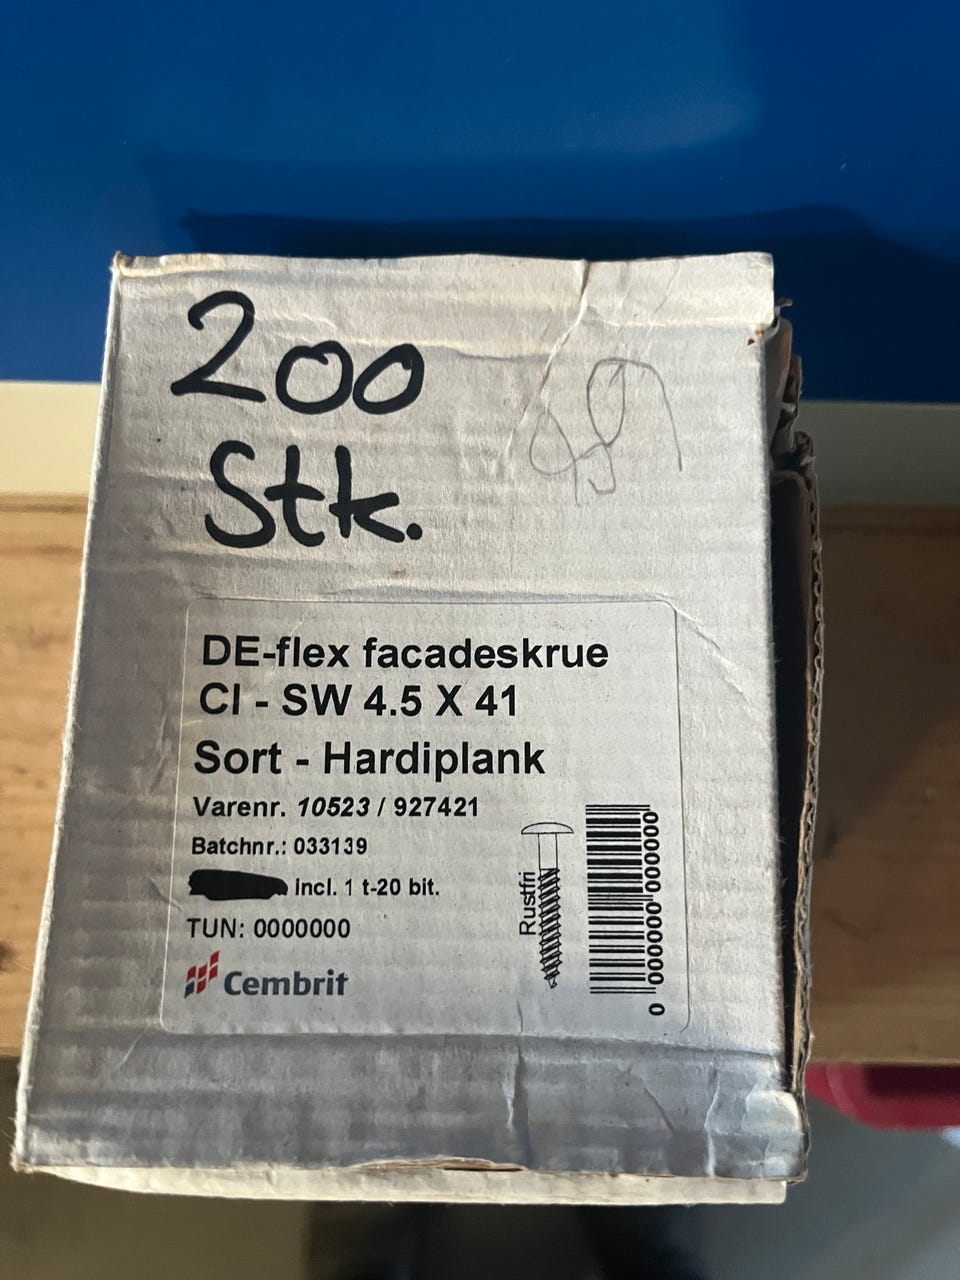 200
Stk.
DE-flex facadeskrue
CI - SW 4.5 X 41
Sort - Hardiplank
Varenr. 10523 / 927421
Batchnr.: 033139
incl. 1 t-20 bit.
TUN: 0000000
Cembrit
Rustfri
0 000000 000000